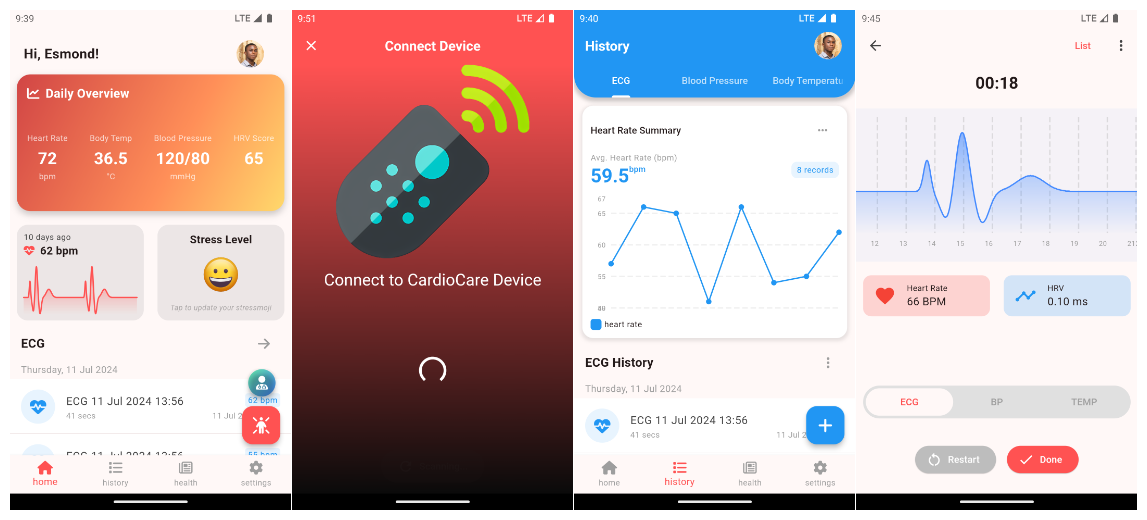 9:39
LTE
Hi, Esmond!
Daily Overview
Heart Rate
Body Temp
Blood Pressure
HRV Score
72
36.5
120/80
65
bpm
°C
mmHg
10 days ago
62 bpm
Stress Level
Tap to update your stressmoji
ECG
Thursday, 11 Jul 2024
ECG 11 Jul 2024 13:56
62 bpm
41 secs
11 Jul 2
ECG 11 Jul 2024 13:56
55 bpm
home
history
health
settings
9:51
LTE
Connect Device
Connect to CardioCare Device
9:40
LTE
History
ECG
Blood Pressure
Body Temperatu
Heart Rate Summary
Avg. Heart Rate (bpm)
59.5bpm
8 records
67
65
60
55
heart rate
ECG History
Thursday, 11 Jul 2024
ECG 11 Jul 2024 13:56
41 secs
11 Jul 2
home
history
health
settings
9:45
LTE
List
00:18
12 13 14 15 16 17 18 19 20 21
Heart Rate
66 BPM
HRV
0.10 ms
ECG
BP
TEMP
Restart
Done